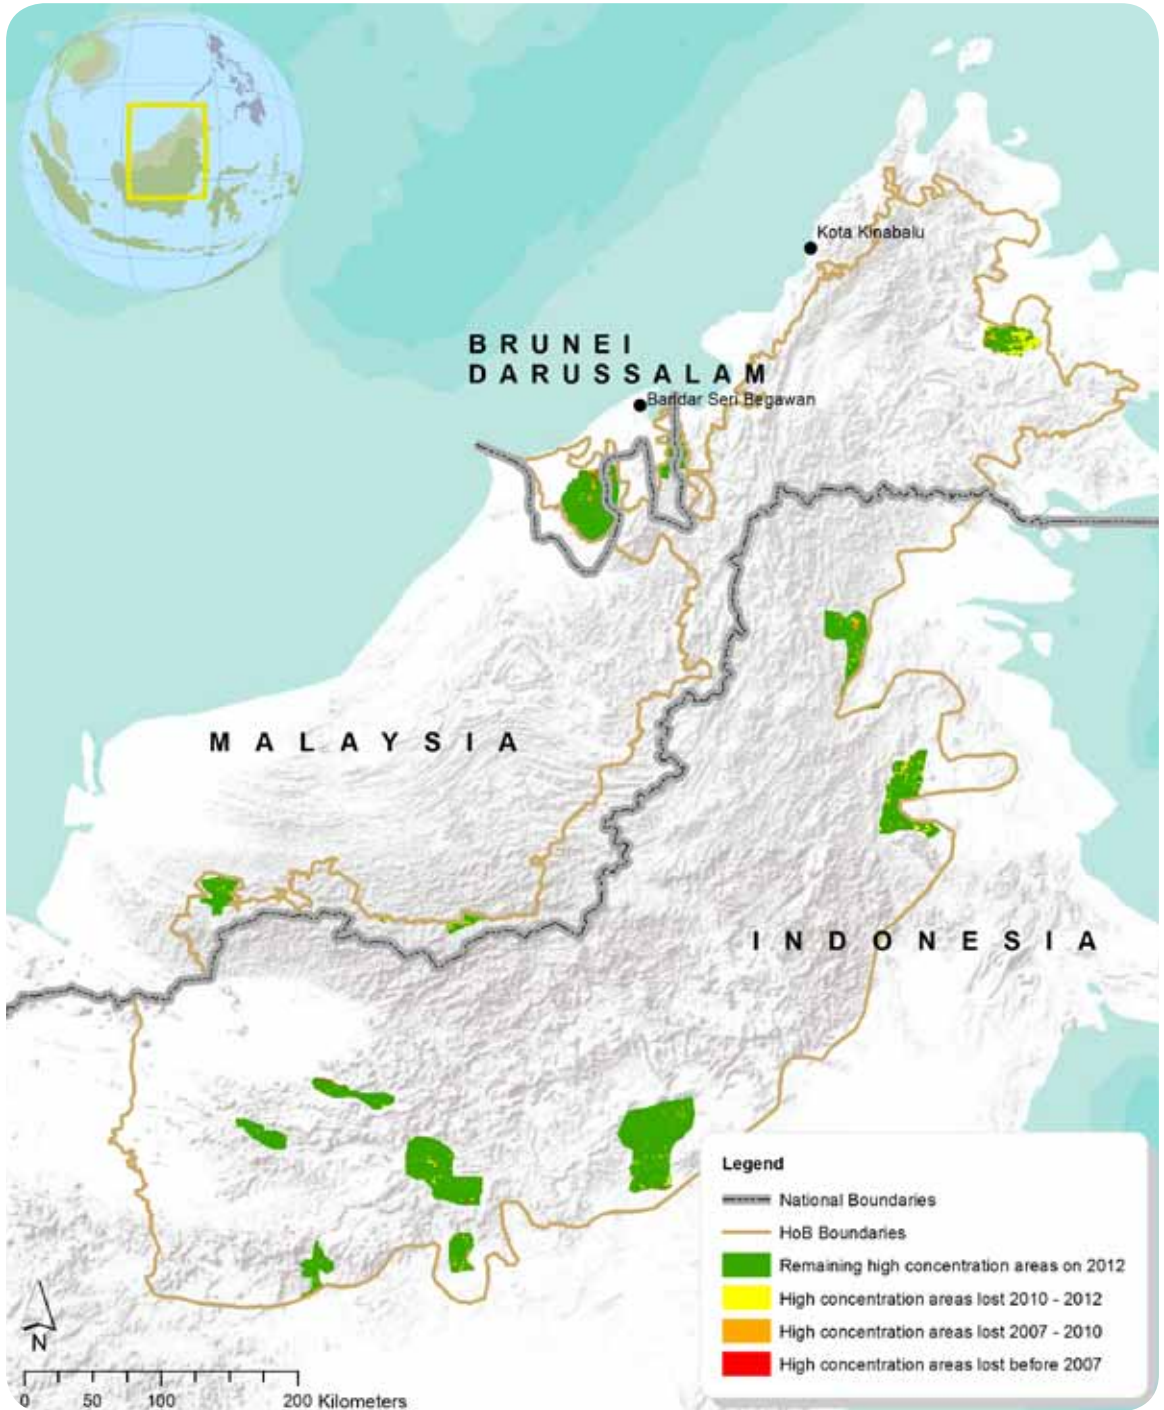 Kota Kinabalu
BRUNEI
DARUSSALAM
Bandar Seri Begawan
MALAYSIA
INDONESIA
Legend
National Boundaries
HoB Boundaries
Remaining high concentration areas on 2012
High concentration areas lost 2010 - 2012
High concentration areas lost 2007 - 2010
High concentration areas lost before 2007
N
0 50 100 200 Kilometers